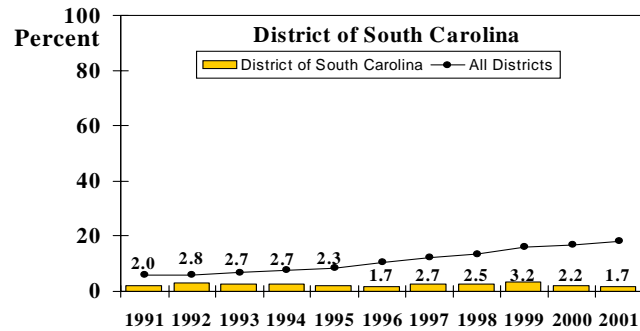 100
Percent
District of South Carolina
District of South Carolina All Districts
80
60
40
20
0
2.0 2.8 2.7 2.7 2.3 1.7 2.7 2.5 3.2 2.2 1.7
1991 1992 1993 1994 1995 1996 1997 1998 1999 2000 2001